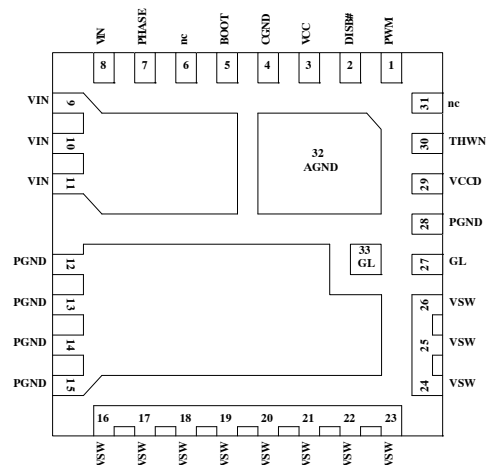 VIN PHASE nc BOOT CGND VCC DISB# PWM
8 7 6 5 4 3 2 1
VIN 9 31 nc
VIN 10 30 THWN
32
AGND
VIN 11 29 VCCD
28 PGND
PGND 12 33 27 GL
GL
PGND 13 26 VSW
PGND 14 25 VSW
PGND 15 24 VSW
16 17 18 19 20 21 22 23
VSW VSW VSW VSW VSW VSW VSW VSW